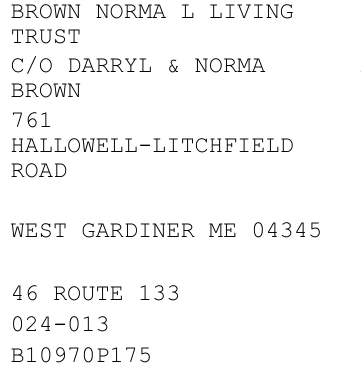 BROWN NORMA L LIVING
TRUST
C/O DARRYL & NORMA
BROWN
761
HALLOWELL-LITCHFIELD
ROAD
WEST GARDINER ME 04345
46 ROUTE 133
024-013
B10970P175